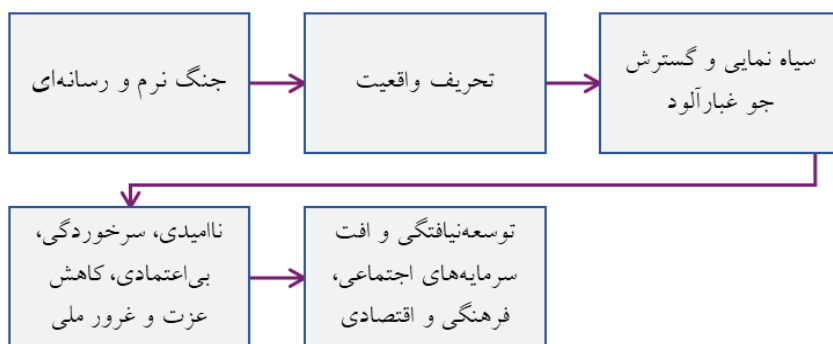 جنگ نرم و رسانه‌ای
تحریف واقعیت
سیاه نمایی و گسترش
جو غبارآلود
ناامیدی، سرخوردگی،
بی‌اعتمادی، کاهش
عزت و غرور ملی
توسعه‌نیافتگی و افت
سرمایه‌های اجتماعی،
فرهنگی و اقتصادی